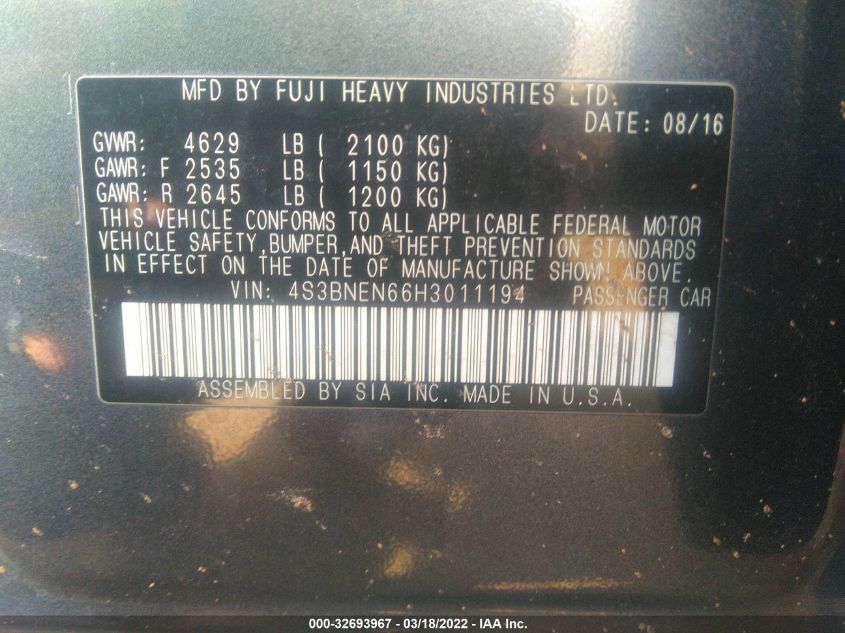 MFD BY FUJI HEAVY INDUSTRIES LTD.
DATE: 08/16
GVWR: 4629 LB ( 2100 KG)
GAWR: F 2535 LB ( 1150 KG)
GAWR: R 2645 LB ( 1200 KG)
THIS VEHICLE CONFORMS TO ALL APPLICABLE FEDERAL MOTOR
VEHICLE SAFETY,BUMPER,AND THEFT PREVENTION STANDARDS
IN EFFECT ON THE DATE OF MANUFACTURE SHOWN ABOVE.
VIN: 4S3BNEN66H3011194 PASSENGER CAR
ASSEMBLED BY SIA INC. MADE IN U.S.A.
000-32693967 - 03/18/2022 - IAA Inc.